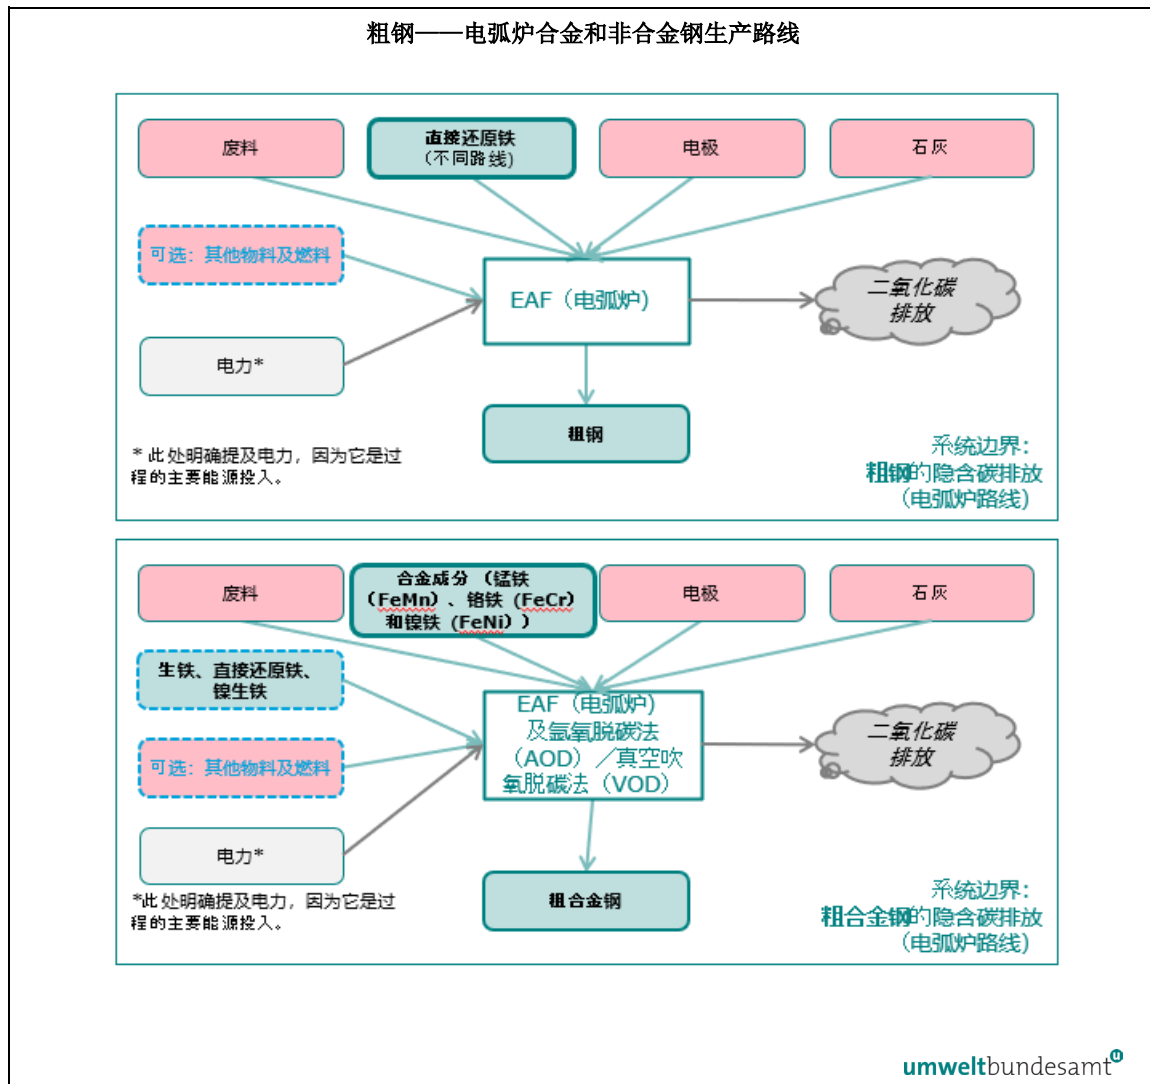 粗钢——电弧炉合金和非合金钢生产路线
废料
直接还原铁
(不同路线)
电极
石灰
可选：其他物料及燃料
EAF（电弧炉)
二氧化碳
排放
电力*
粗钢
* 此处明确提及电力，因为它是过
程的主要能源投入。
系统边界：
粗钢的隐含碳排放
（电弧炉路线)
废料
合金成分 （锰铁
（FeMn）、铬铁 (FeCr)
和镍铁 (FeNi) ）
电极
石灰
生铁、直接还原铁、
镍生铁
EAF（电弧炉)
及氩氧脱碳法
（AOD）／真空吹
氧脱碳法（VOD）
二氧化碳
排放
可选：其他物料及燃料
电力*
粗合金钢
*此处明确提及电力，因为它是过
程的主要能源投入。
系统边界：
粗合金钢的隐含碳排放
（电弧炉路线)
umweltbundesamt u